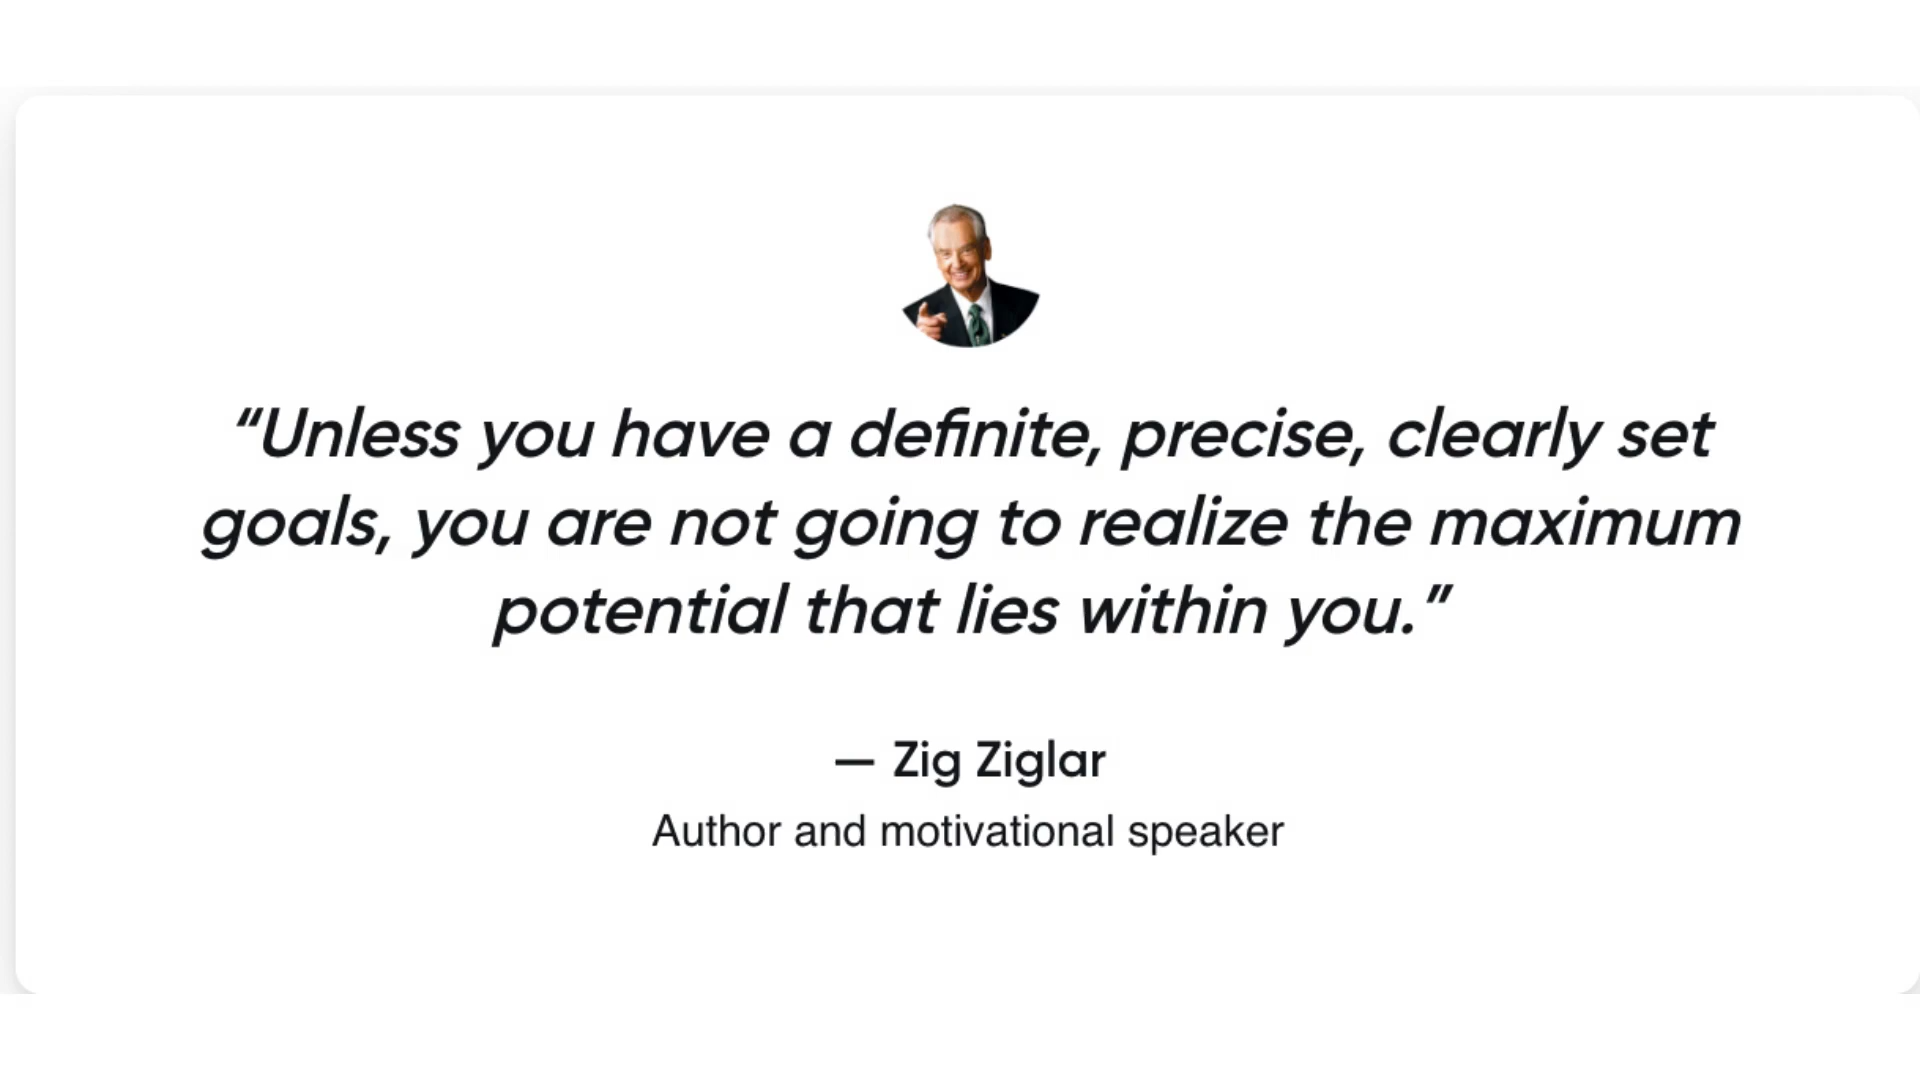 “Unless you have a definite, precise, clearly set
goals, you are not going to realize the maximum
potential that lies within you.”
— Zig Ziglar
Author and motivational speaker